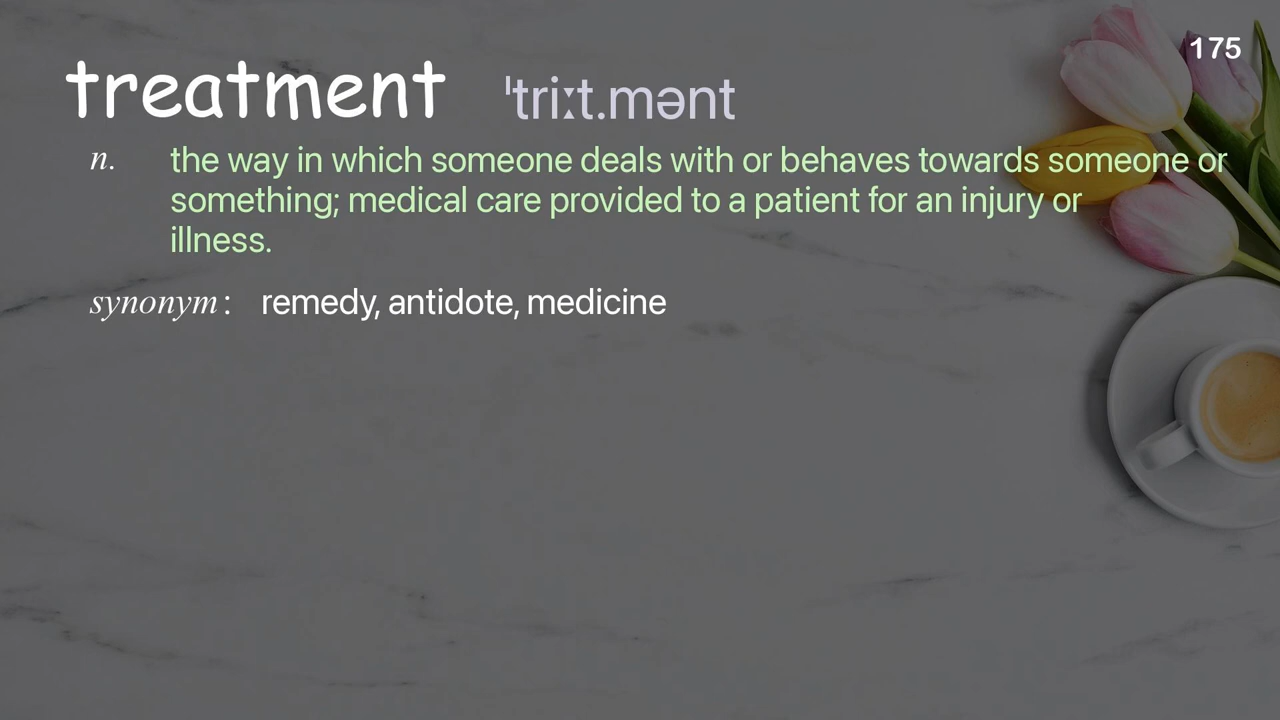 175
treatment ˈtriːt.mənt
n. the way in which someone deals with or behaves towards someone or
something; medical care provided to a patient for an injury or
illness.
synonym: remedy, antidote, medicine